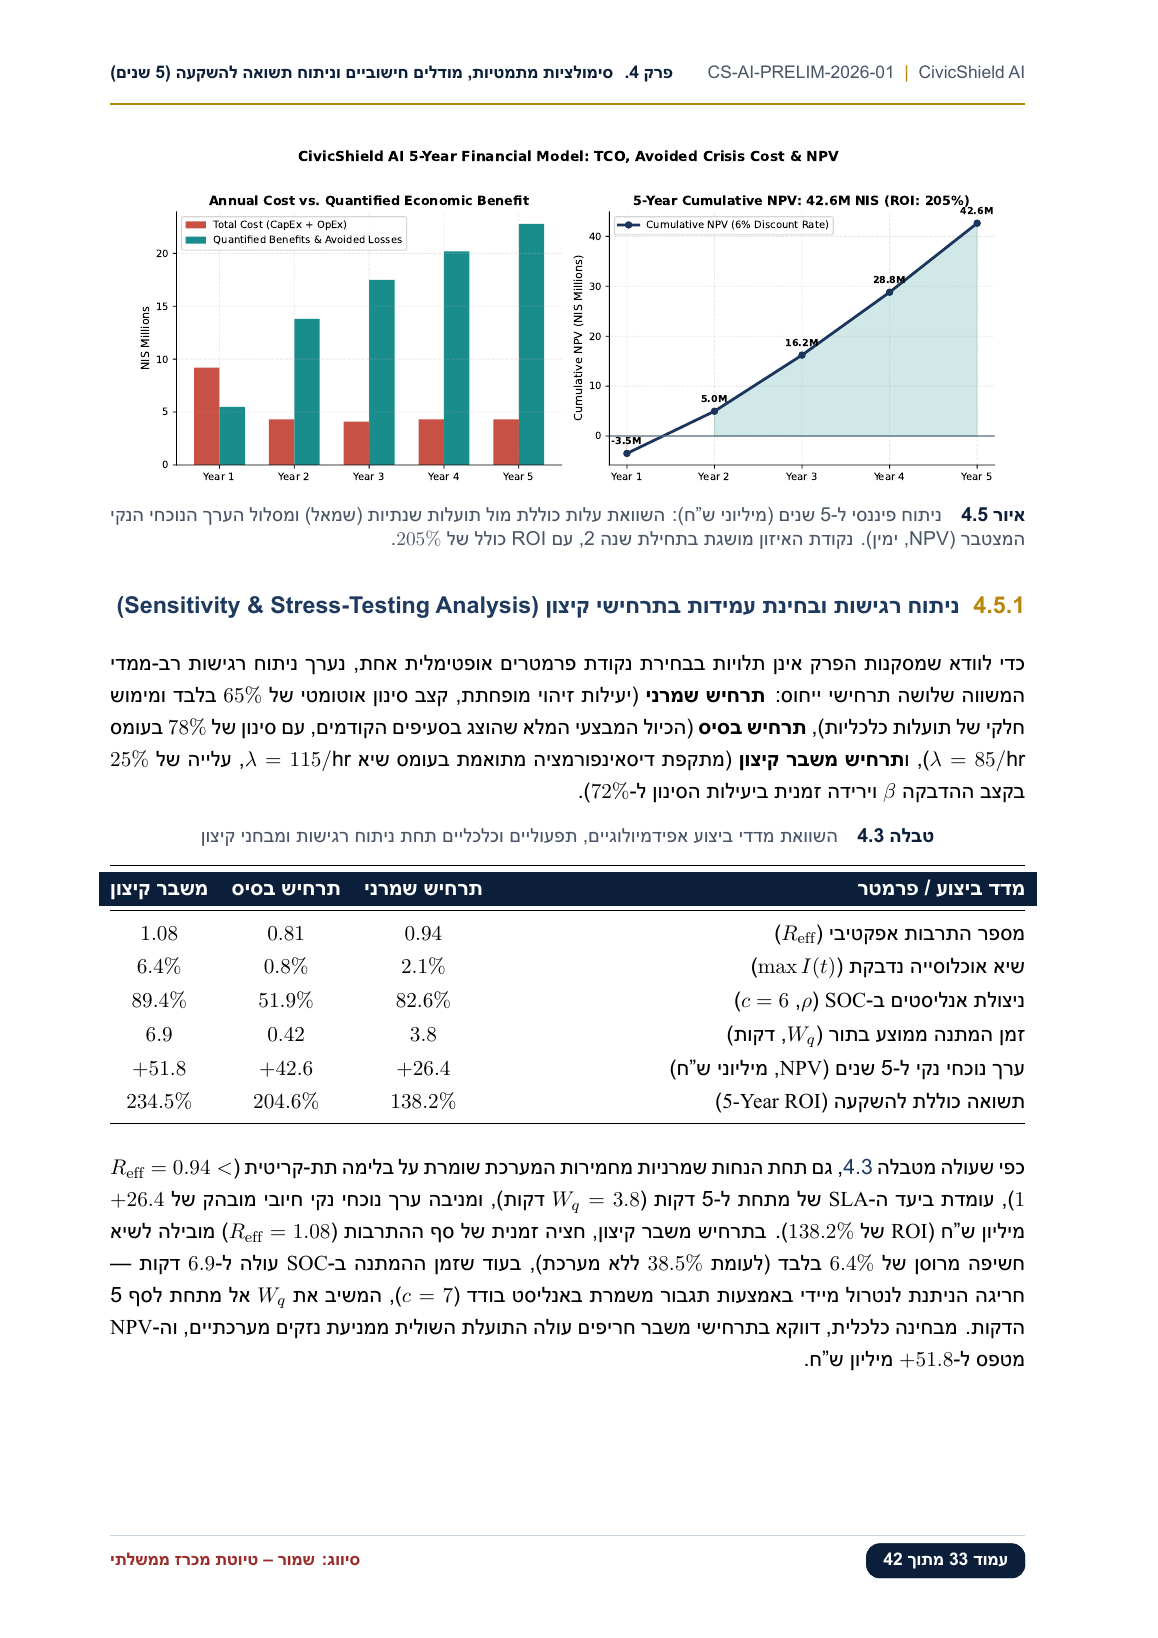 פרק 4. סימולציות מתמטיות, מודלים חישוביים וניתוח תשואה להשקעה (5 שנים)
CS-AI-PRELIM-2026-01 | CivicShield AI
CivicShield AI 5-Year Financial Model: TCO, Avoided Crisis Cost & NPV
Annual Cost vs. Quantified Economic Benefit
Total Cost (CapEx + OpEx)
Quantified Benefits & Avoided Losses
NIS Millions
20
15
10
5
0
Year 1 Year 2 Year 3 Year 4 Year 5
5-Year Cumulative NPV: 42.6M NIS (ROI: 205%)
Cumulative NPV (6% Discount Rate)
Cumulative NPV (NIS Millions)
40
30
20
10
0
-3.5M
5.0M
16.2M
28.8M
42.6M
Year 1 Year 2 Year 3 Year 4 Year 5
איור 4.5 ניתוח פיננסי ל-5 שנים (מיליוני ש"ח): השוואת עלות כוללת מול תועלות שנתיות (שמאל) ומסלול הערך הנוכחי הנקי
המצטבר (NPV, ימין). נקודת האיזון מושגת בתחילת שנה 2, עם ROI כולל של 205%.
4.5.1 ניתוח רגישות ובחינת עמידות בתרחישי קיצון (Sensitivity & Stress-Testing Analysis)
כדי לוודא שמסקנות הפרק אינן תלויות בבחירת נקודת פרמטרים אופטימלית אחת, נערך ניתוח רגישות רב-ממדי
המשווה שלושה תרחישי ייחוס: תרחיש שמרני (יעילות זיהוי מופחתת, קצב סינון אוטומטי של 65% בלבד ומימוש
חלקי של תועלות כלכליות), תרחיש בסיס (הכיול המבצעי המלא שהוצג בסעיפים הקודמים, עם סינון של 78% בעומס
λ = 85/hr), ותרחיש משבר קיצון (מתקפת דיסאינפורמציה מתואמת בעומס שיא λ = 115/hr, עלייה של 25%
בקצב ההדבקה β וירידה זמנית ביעילות הסינון ל-72%).
טבלה 4.3 השוואת מדדי ביצוע אפידמיולוגיים, תפעוליים וכלכליים תחת ניתוח רגישות ומבחני קיצון
מדד ביצוע / פרמטר תרחיש שמרני תרחיש בסיס משבר קיצון
מספר התרבות אפקטיבי (R_eff) 0.94 0.81 1.08
שיא אוכלוסייה נדבקת (max I(t)) 2.1% 0.8% 6.4%
ניצולת אנליסטים ב-SOC (ρ, c = 6) 82.6% 51.9% 89.4%
זמן המתנה ממוצע בתור (W_q, דקות) 3.8 0.42 6.9
ערך נוכחי נקי ל-5 שנים (NPV, מיליוני ש"ח) +26.4 +42.6 +51.8
תשואה כוללת להשקעה (5-Year ROI) 138.2% 204.6% 234.5%
כפי שעולה מטבלה 4.3, גם תחת הנחות שמרניות מחמירות המערכת שומרת על בלימה תת-קריטית (R_eff = 0.94 <
1), עומדת ביעד ה-SLA של מתחת ל-5 דקות (W_q = 3.8 דקות), ומניבה ערך נוכחי נקי חיובי מובהק של +26.4
מיליון ש"ח (ROI של 138.2%). בתרחיש משבר קיצון, חציה זמנית של סף ההתרבות (R_eff = 1.08) מובילה לשיא
חשיפה מרוסן של 6.4% בלבד (לעומת 38.5% ללא מערכת), בעוד שזמן ההמתנה ב-SOC עולה ל-6.9 דקות —
חריגה הניתנת לנטרול מיידי באמצעות תגבור משמרת באנליסט בודד (c = 7), המשיב את W_q אל מתחת לסף 5
הדקות. מבחינה כלכלית, דווקא בתרחישי משבר חריפים עולה התועלת השולית ממניעת נזקים מערכתיים, וה-NPV
מטפס ל-+51.8 מיליון ש"ח.
עמוד 33 מתוך 42
סיווג: שמור – טיוטת מכרז ממשלתי